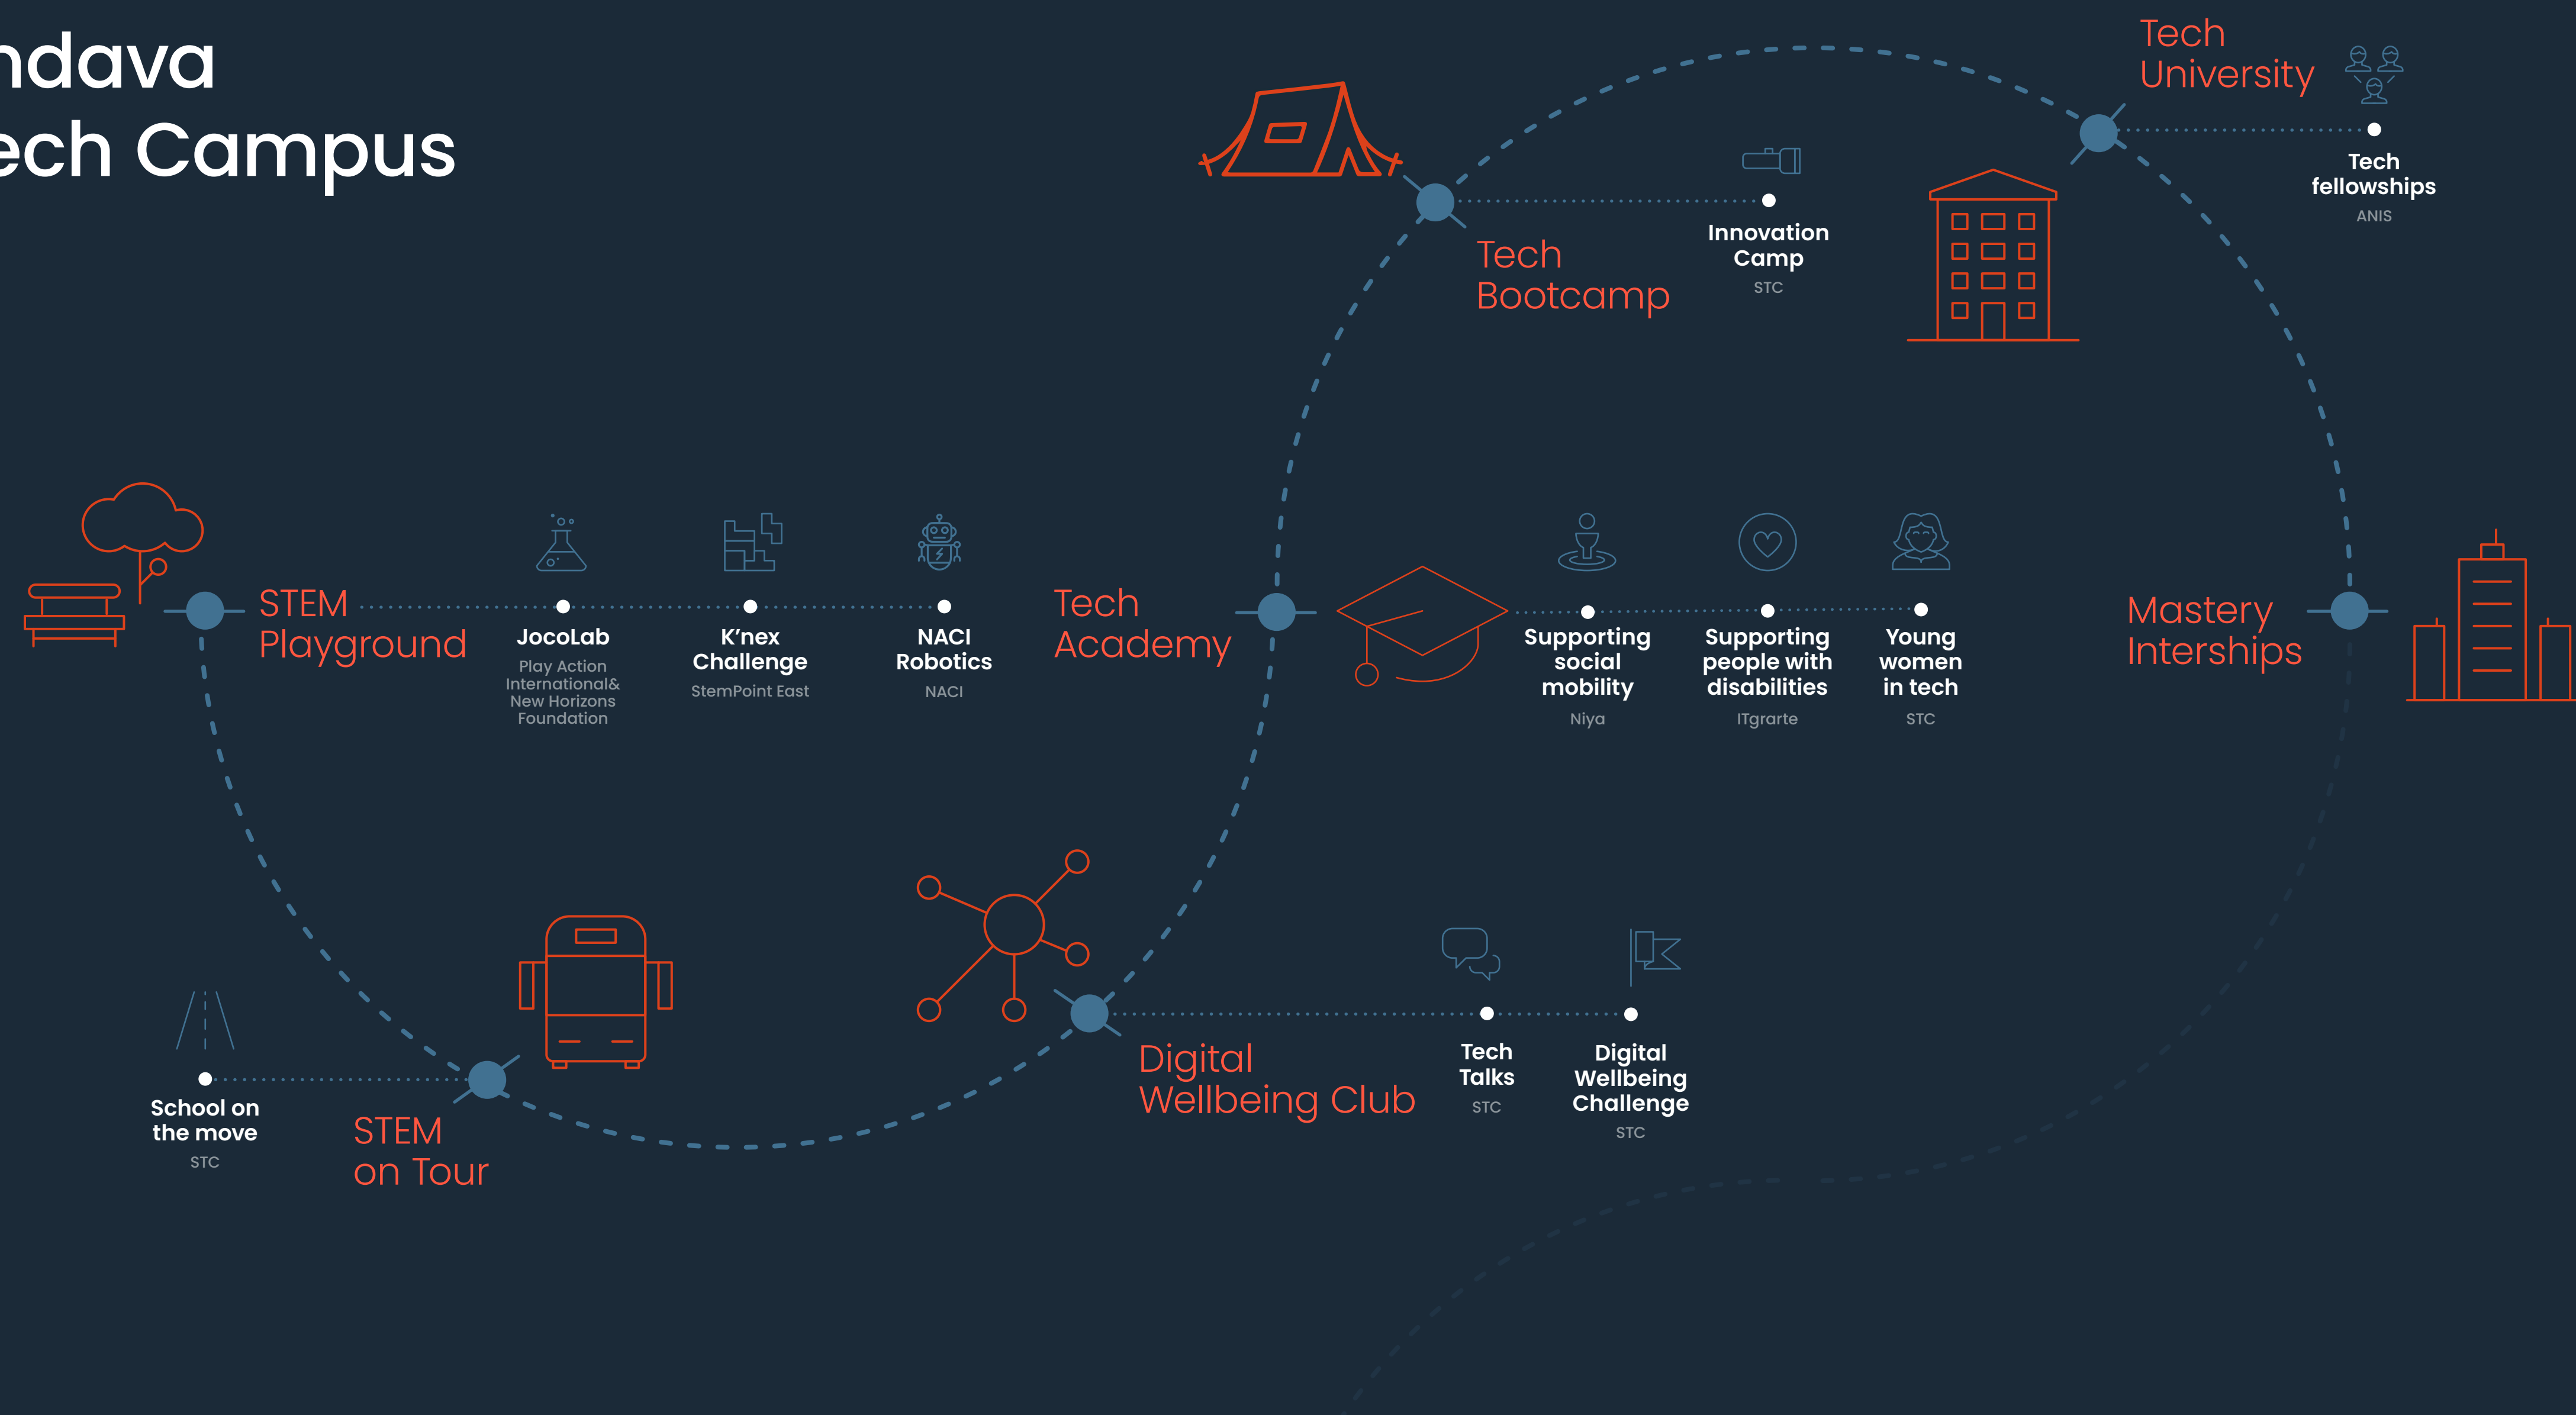 ndava
ech Campus
Tech
University
Tech
fellowships
ANIS
Innovation
Camp
STC
Tech
Bootcamp
STEM
Playground
JocoLab
Play Action
International&
New Horizons
Foundation
K'nex
Challenge
StemPoint East
NACI
Robotics
NACI
Tech
Academy
Supporting
social
mobility
Niya
Supporting
people with
disabilities
ITgrarte
Young
women
in tech
STC
Mastery
Interships
School on
the move
STC
STEM
on Tour
Digital
Wellbeing Club
Tech
Talks
STC
Digital
Wellbeing
Challenge
STC